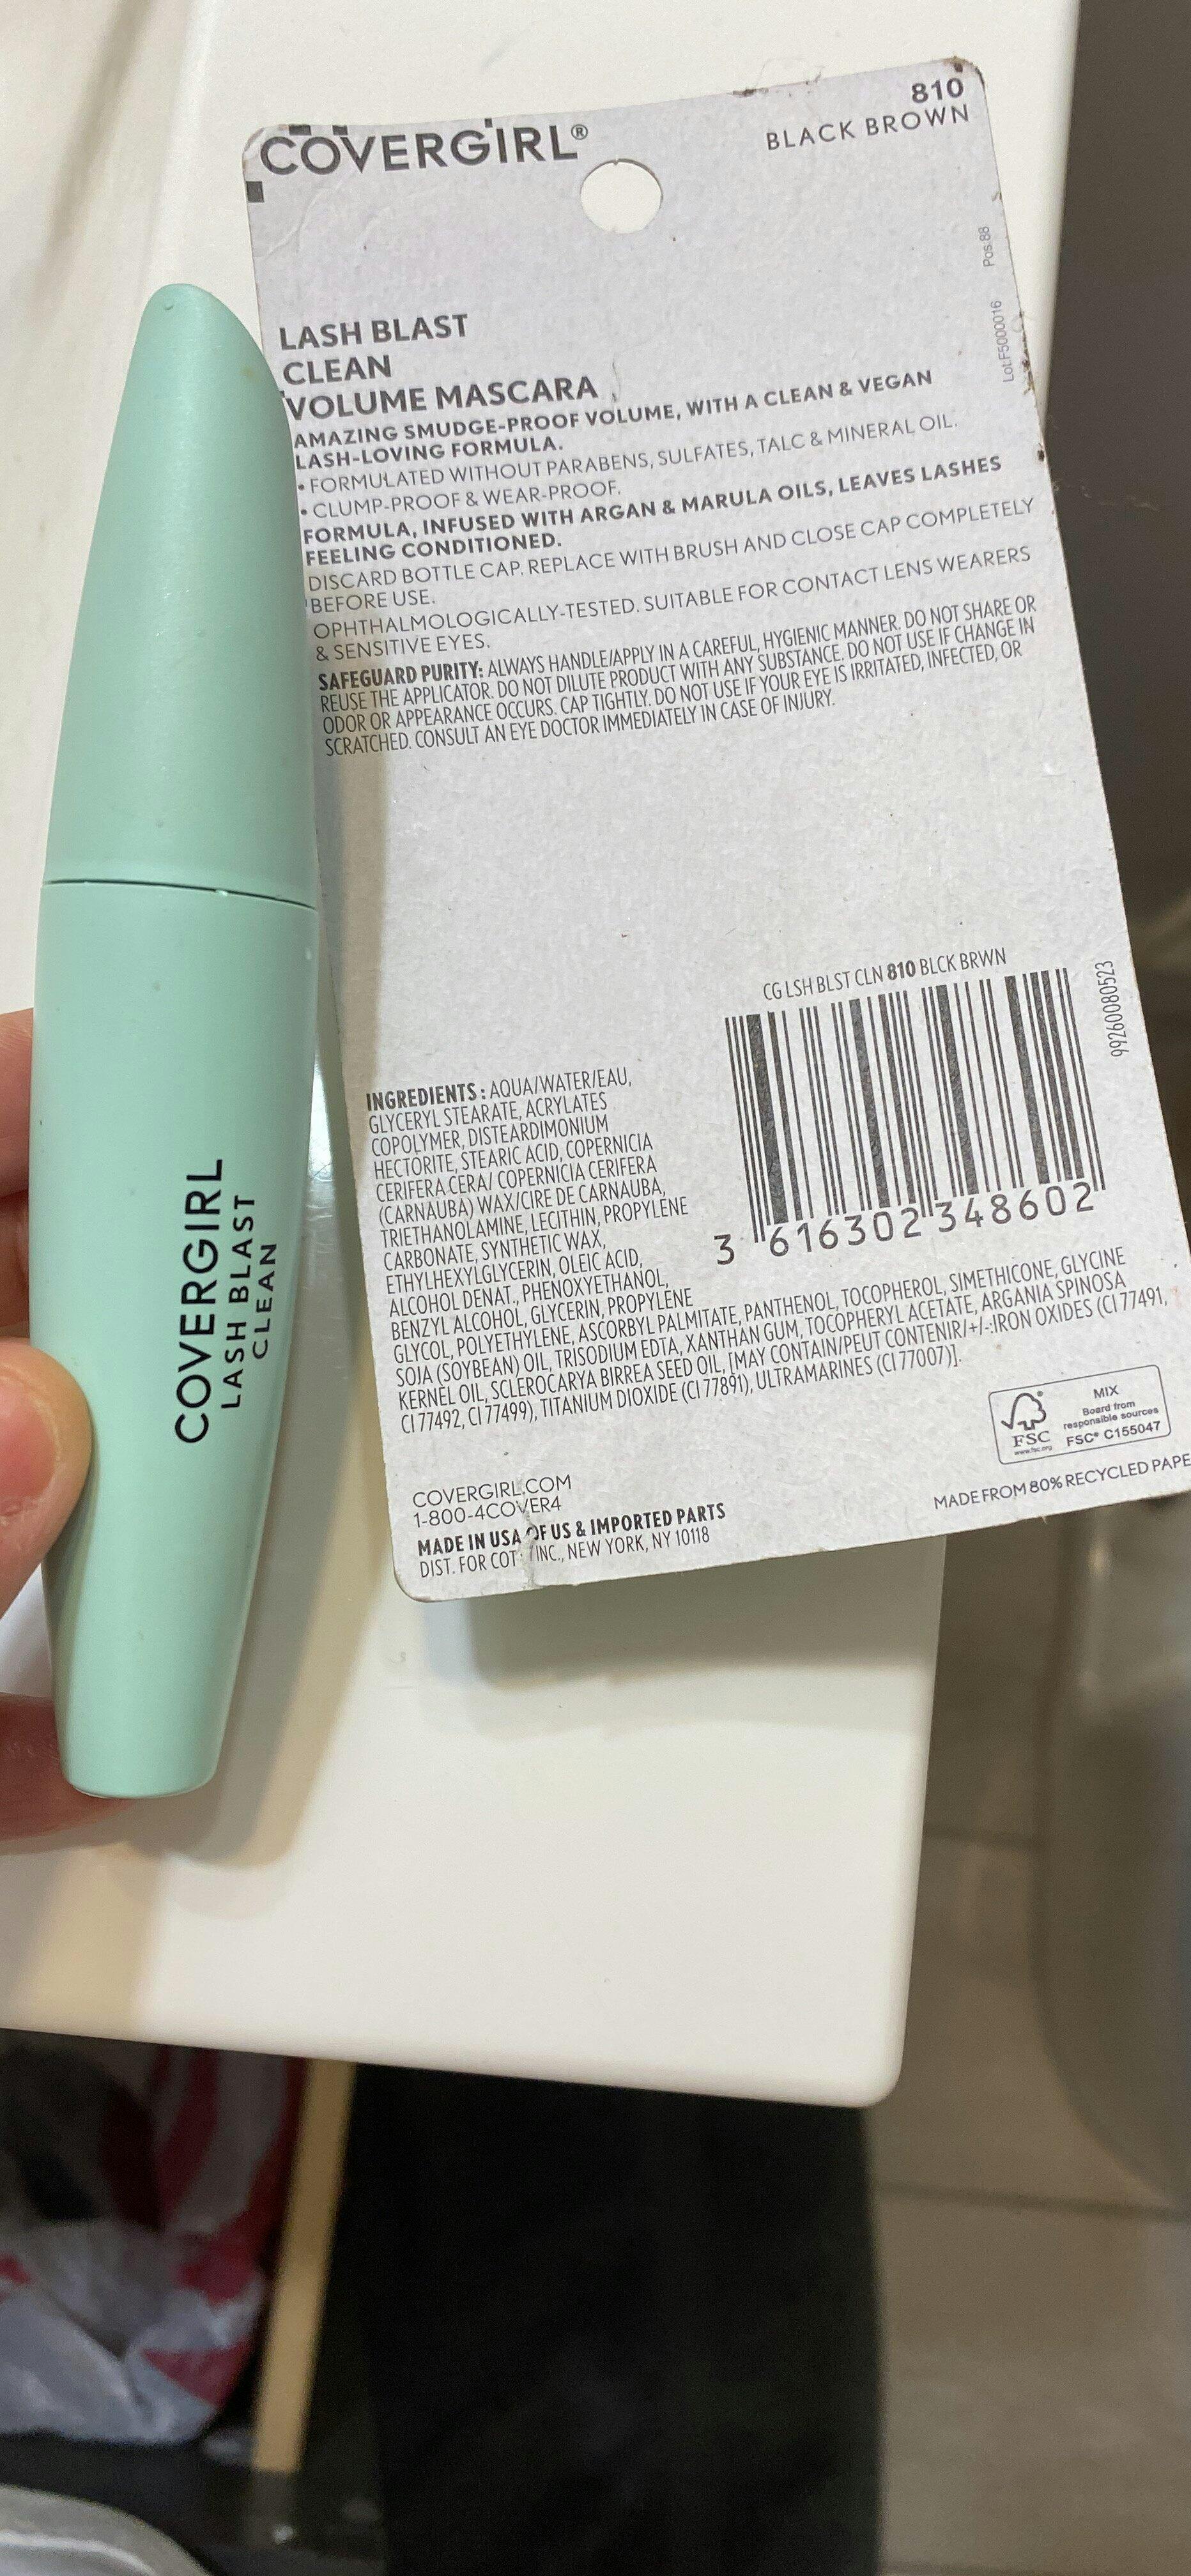 COVERGIRL®
810
BLACK BROWN
Pos.88
Lot.F5000016
LASH BLAST
CLEAN
VOLUME MASCARA
AMAZING SMUDGE-PROOF VOLUME, WITH A CLEAN & VEGAN
LASH-LOVING FORMULA.
• FORMULATED WITHOUT PARABENS, SULFATES, TALC & MINERAL OIL.
• CLUMP-PROOF & WEAR-PROOF.
FORMULA, INFUSED WITH ARGAN & MARULA OILS, LEAVES LASHES
FEELING CONDITIONED.
DISCARD BOTTLE CAP. REPLACE WITH BRUSH AND CLOSE CAP COMPLETELY
BEFORE USE.
OPHTHALMOLOGICALLY-TESTED. SUITABLE FOR CONTACT LENS WEARERS
& SENSITIVE EYES.
SAFEGUARD PURITY: ALWAYS HANDLE/APPLY IN A CAREFUL, HYGIENIC MANNER. DO NOT SHARE OR
REUSE THE APPLICATOR. DO NOT DILUTE PRODUCT WITH ANY SUBSTANCE. DO NOT USE IF CHANGE IN
ODOR OR APPEARANCE OCCURS. CAP TIGHTLY. DO NOT USE IF YOUR EYE IS IRRITATED, INFECTED, OR
SCRATCHED. CONSULT AN EYE DOCTOR IMMEDIATELY IN CASE OF INJURY.
CG LSH BLST CLN 810 BLCK BRWN
99260080523
3 616302 348602
INGREDIENTS : AQUA/WATER/EAU,
GLYCERYL STEARATE, ACRYLATES
COPOLYMER, DISTEARDIMONIUM
HECTORITE, STEARIC ACID, COPERNICIA
CERIFERA CERA/ COPERNICIA CERIFERA
(CARNAUBA) WAX/CIRE DE CARNAUBA,
TRIETHANOLAMINE, LECITHIN, PROPYLENE
CARBONATE, SYNTHETIC WAX,
ETHYLHEXYLGLYCERIN, OLEIC ACID,
ALCOHOL DENAT., PHENOXYETHANOL,
BENZYL ALCOHOL, GLYCERIN, PROPYLENE
GLYCOL, POLYETHYLENE, ASCORBYL PALMITATE, PANTHENOL, TOCOPHEROL, SIMETHICONE, GLYCINE
SOJA (SOYBEAN) OIL, TRISODIUM EDTA, XANTHAN GUM, TOCOPHERYL ACETATE, ARGANIA SPINOSA
KERNEL OIL, SCLEROCARYA BIRREA SEED OIL, [MAY CONTAIN/PEUT CONTENIR/+/-:IRON OXIDES (CI 77491,
CI 77492, CI 77499), TITANIUM DIOXIDE (CI 77891), ULTRAMARINES (CI 77007)].
FSC
www.fsc.org
MIX
Board from
responsible sources
FSC® C155047
COVERGIRL.COM
1-800-4COVER4
MADE IN USA OF US & IMPORTED PARTS
DIST. FOR COT INC., NEW YORK, NY 10118
MADE FROM 80% RECYCLED PAPE
COVERGIRL
LASH BLAST
CLEAN